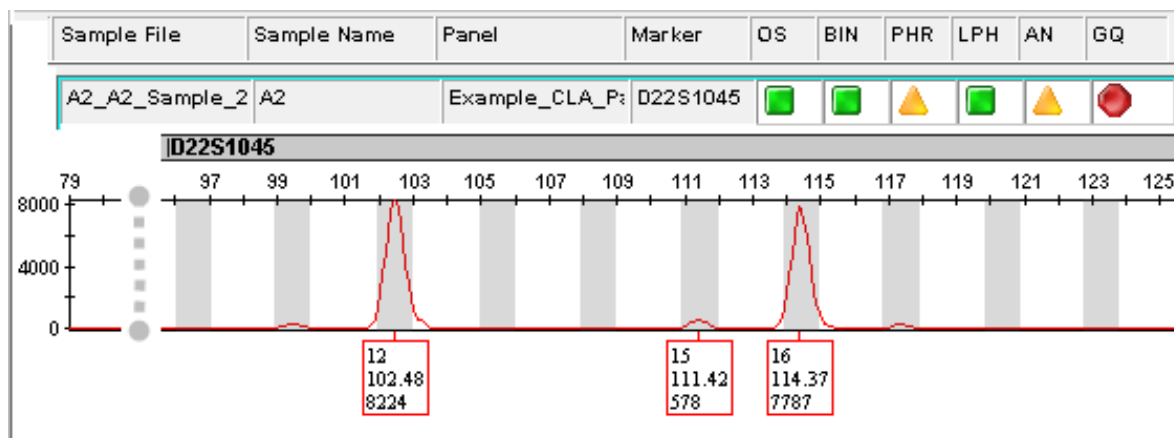 Sample File Sample Name Panel Marker OS BIN PHR LPH AN GQ
A2_A2_Sample_2 A2 Example_CLA_Pa D22S1045
D22S1045
79 97 99 101 103 105 107 109 111 113 115 117 119 121 123 125
8000
4000
0
12 15 16
102.48 111.42 114.37
8224 578 7787